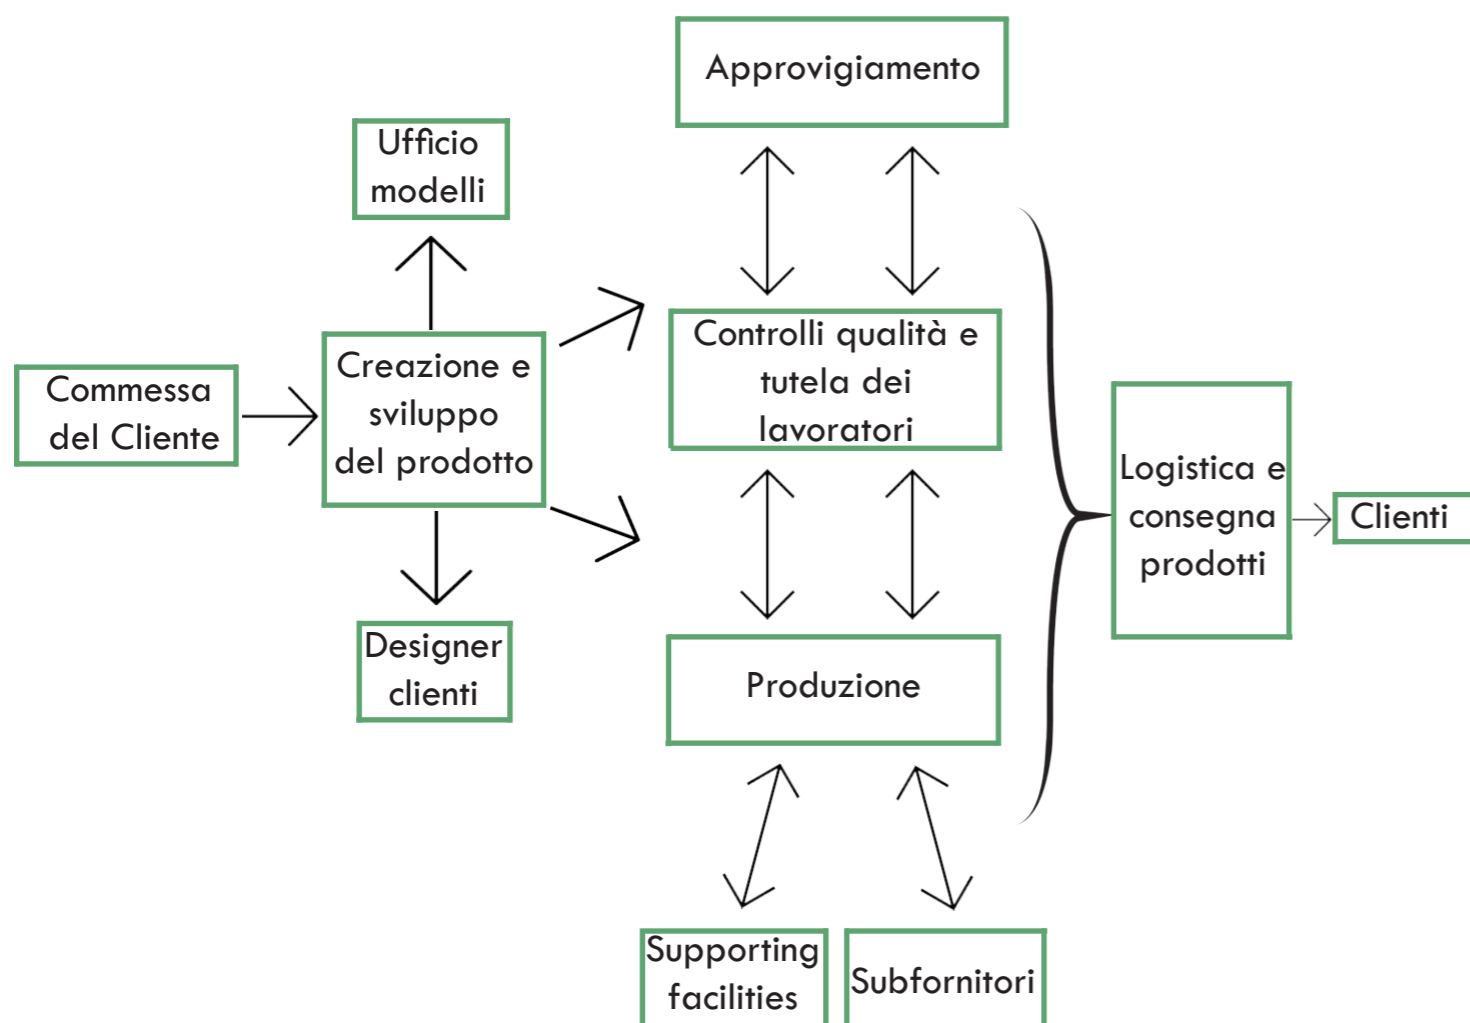 Approvigiamento
Ufficio
modelli
Commessa
del Cliente
Creazione e
sviluppo
del prodotto
Designer
clienti
Controlli qualità e
tutela dei
lavoratori
Produzione
Supporting
facilities
Subfornitori
Logistica e
consegna
prodotti
Clienti